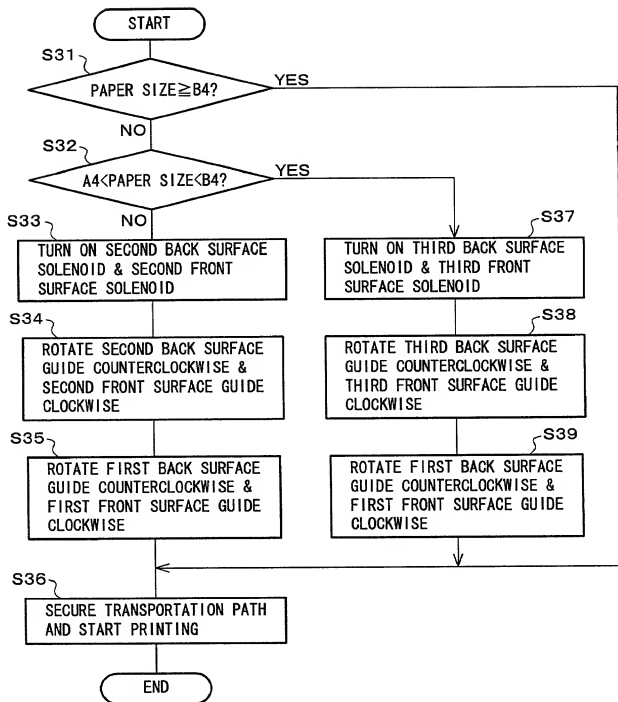 START
S31
PAPER SIZE≧B4?
YES
NO
S32
A4<PAPER SIZE<B4?
YES
NO
S33
TURN ON SECOND BACK SURFACE
SOLENOID & SECOND FRONT
SURFACE SOLENOID
S34
ROTATE SECOND BACK SURFACE
GUIDE COUNTERCLOCKWISE &
SECOND FRONT SURFACE GUIDE
CLOCKWISE
S35
ROTATE FIRST BACK SURFACE
GUIDE COUNTERCLOCKWISE &
FIRST FRONT SURFACE GUIDE
CLOCKWISE
S37
TURN ON THIRD BACK SURFACE
SOLENOID & THIRD FRONT
SURFACE SOLENOID
S38
ROTATE THIRD BACK SURFACE
GUIDE COUNTERCLOCKWISE &
THIRD FRONT SURFACE GUIDE
CLOCKWISE
S39
ROTATE FIRST BACK SURFACE
GUIDE COUNTERCLOCKWISE &
FIRST FRONT SURFACE GUIDE
CLOCKWISE
S36
SECURE TRANSPORTATION PATH
AND START PRINTING
END